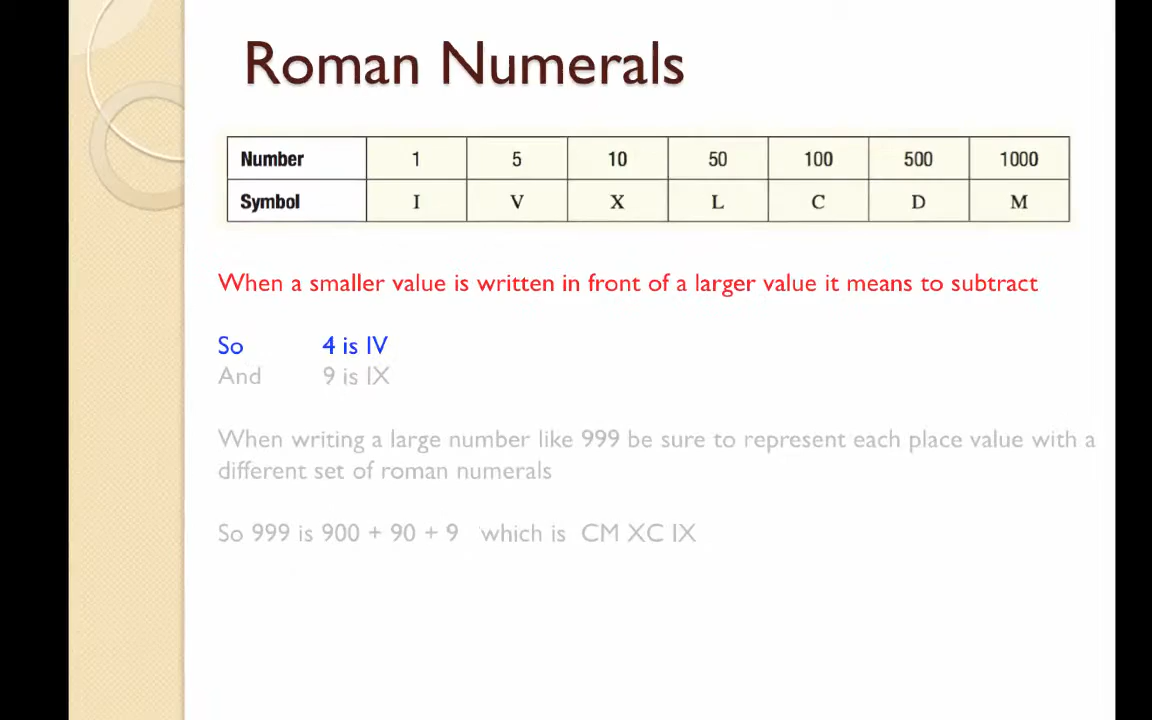 Roman Numerals
Number 1 5 10 50 100 500 1000
Symbol I V X L C D M
When a smaller value is written in front of a larger value it means to subtract
So 4 is IV
And 9 is IX
When writing a large number like 999 be sure to represent each place value with a
different set of roman numerals
So 999 is 900 + 90 + 9 which is CM XC IX